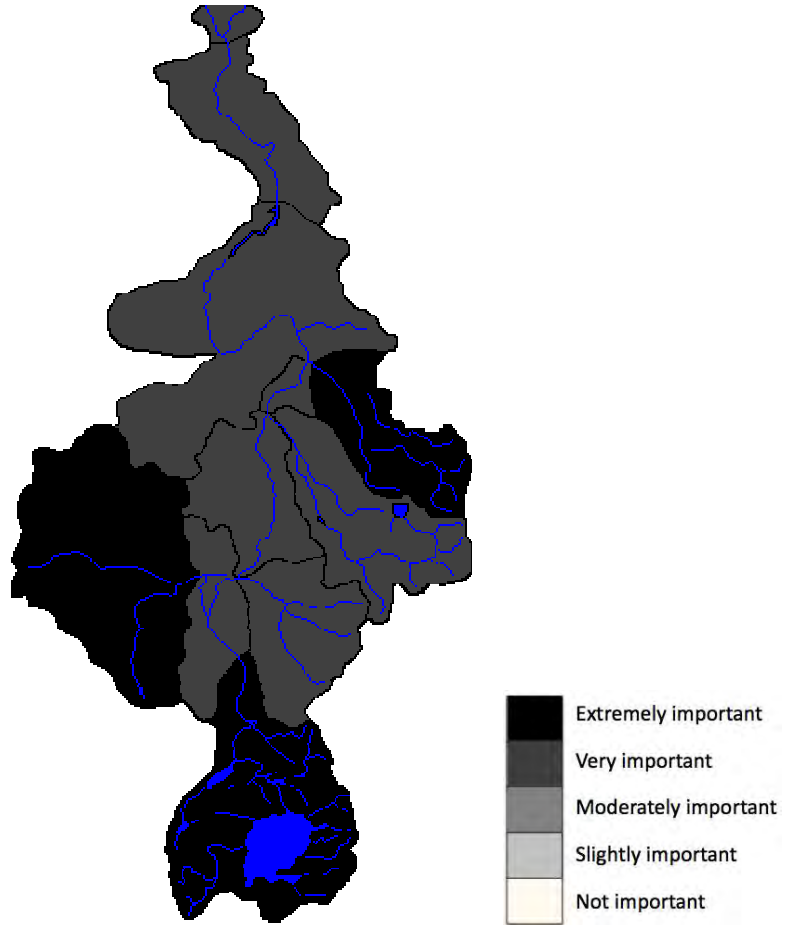 Extremely important
Very important
Moderately important
Slightly important
Not important